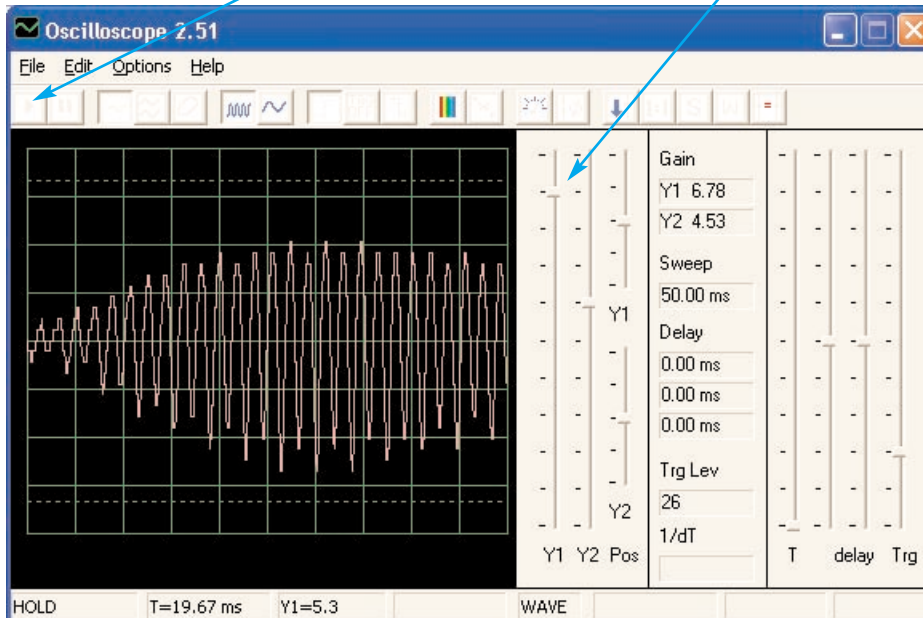 Oscilloscope 2.51
File Edit Options Help
Gain
Y1 6.78
Y2 4.53
Sweep
50.00 ms
Y1
Delay
0.00 ms
0.00 ms
0.00 ms
Trg Lev
26
Y2
1/dT
Y1 Y2 Pos
T delay Trg
HOLD T=19.67 ms Y1=5.3 WAVE